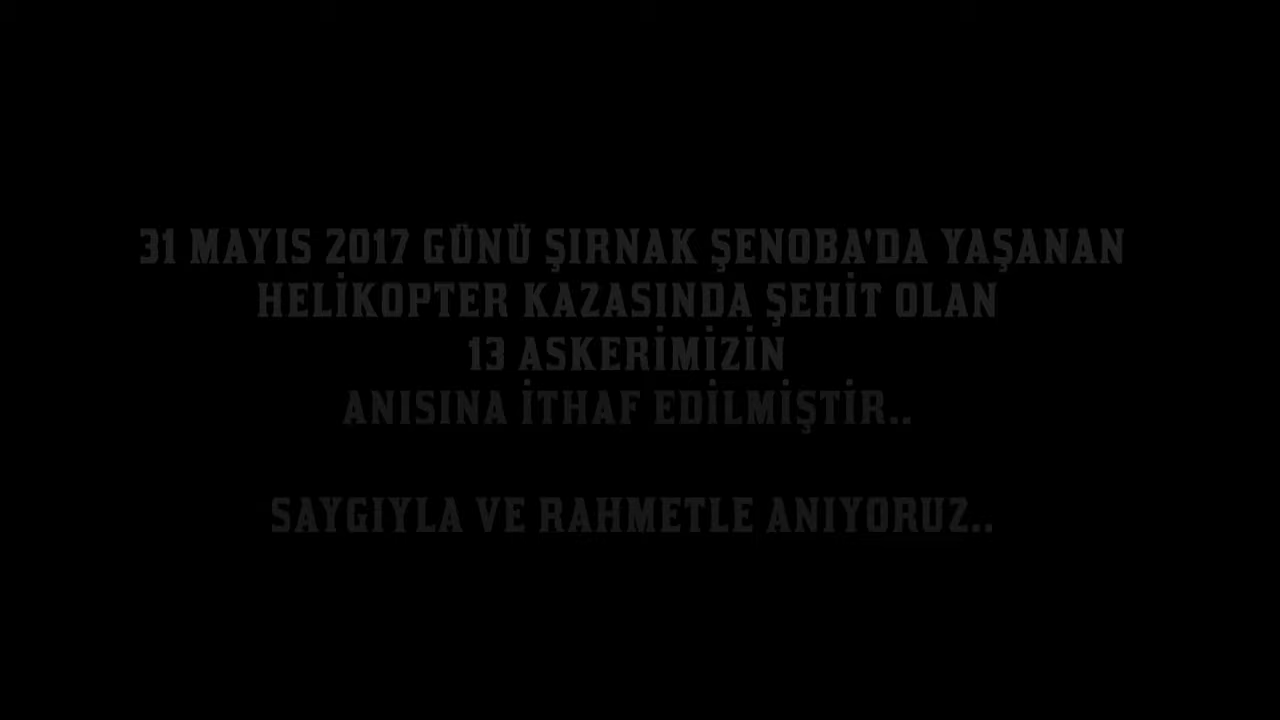 31 MAYIS 2017 GÜNÜ ŞIRNAK ŞENOBA'DA YAŞANAN
HELİKOPTER KAZASINDA ŞEHİT OLAN
13 ASKERİMİZİN
ANISINA İTHAF EDİLMİŞTİR..
SAYGIYLA VE RAHMETLE ANIYORUZ..